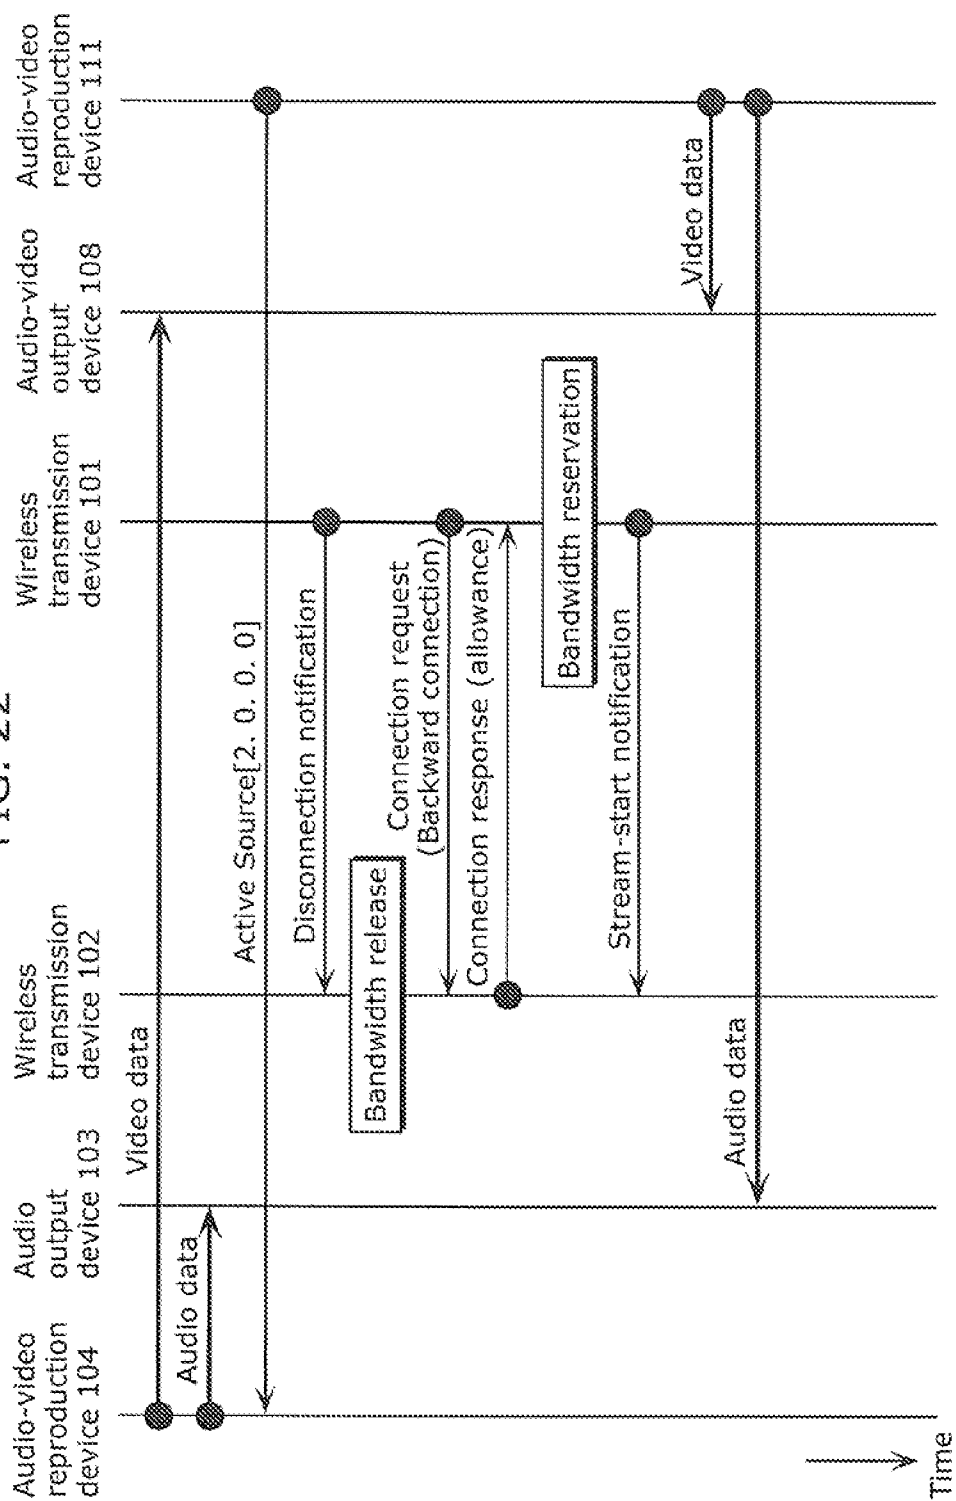 FIG. 22
Audio-video
reproduction
device 104
Audio
output
device 103
Wireless
transmission
device 102
Wireless
transmission
device 101
Audio-video
output
device 108
Audio-video
reproduction
device 111
Video data
Audio data
Active Source[2. 0. 0. 0]
Disconnection notification
Bandwidth release
Connection request
(Backward connection)
Connection response (allowance)
Bandwidth reservation
Stream-start notification
Video data
Audio data
Time